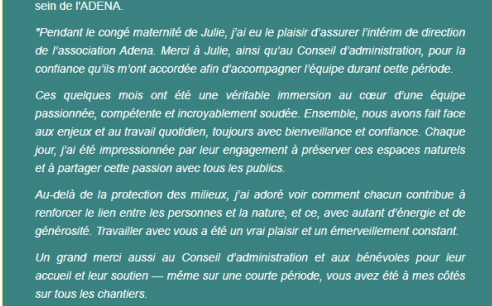 sein de l'ADENA.
"Pendant le congé maternité de Julie, j'ai eu le plaisir d'assurer l'intérim de direction
de l'association Adena. Merci à Julie, ainsi qu'au Conseil d'administration, pour la
confiance qu'ils m'ont accordée afin d'accompagner l'équipe durant cette période.
Ces quelques mois ont été une véritable immersion au cœur d'une équipe
passionnée, compétente et incroyablement soudée. Ensemble, nous avons fait face
aux enjeux et au travail quotidien, toujours avec bienveillance et confiance. Chaque
jour, j'ai été impressionnée par leur engagement à préserver ces espaces naturels
et à partager cette passion avec tous les publics.
Au-delà de la protection des milieux, j'ai adoré voir comment chacun contribue à
renforcer le lien entre les personnes et la nature, et ce, avec autant d'énergie et de
générosité. Travailler avec vous a été un vrai plaisir et un émerveillement constant.
Un grand merci aussi au Conseil d'administration et aux bénévoles pour leur
accueil et leur soutien — même sur une courte période, vous avez été à mes côtés
sur tous les chantiers.